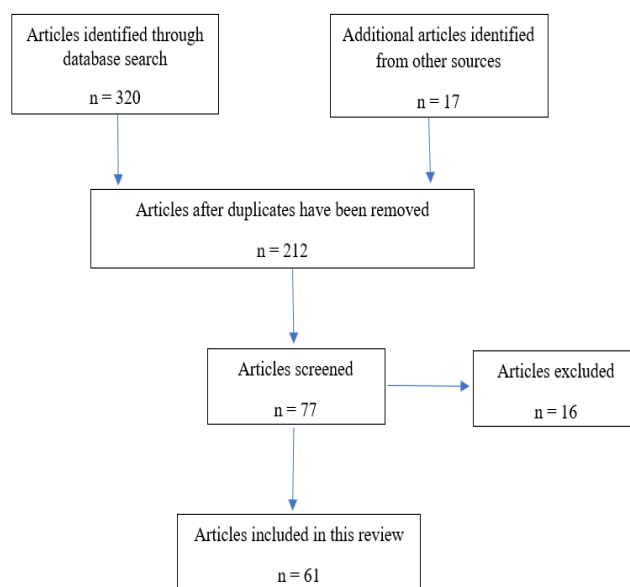 Articles identified through
database search
n = 320
Additional articles identified
from other sources
n = 17
Articles after duplicates have been removed
n = 212
Articles screened
n = 77
Articles excluded
n = 16
Articles included in this review
n = 61